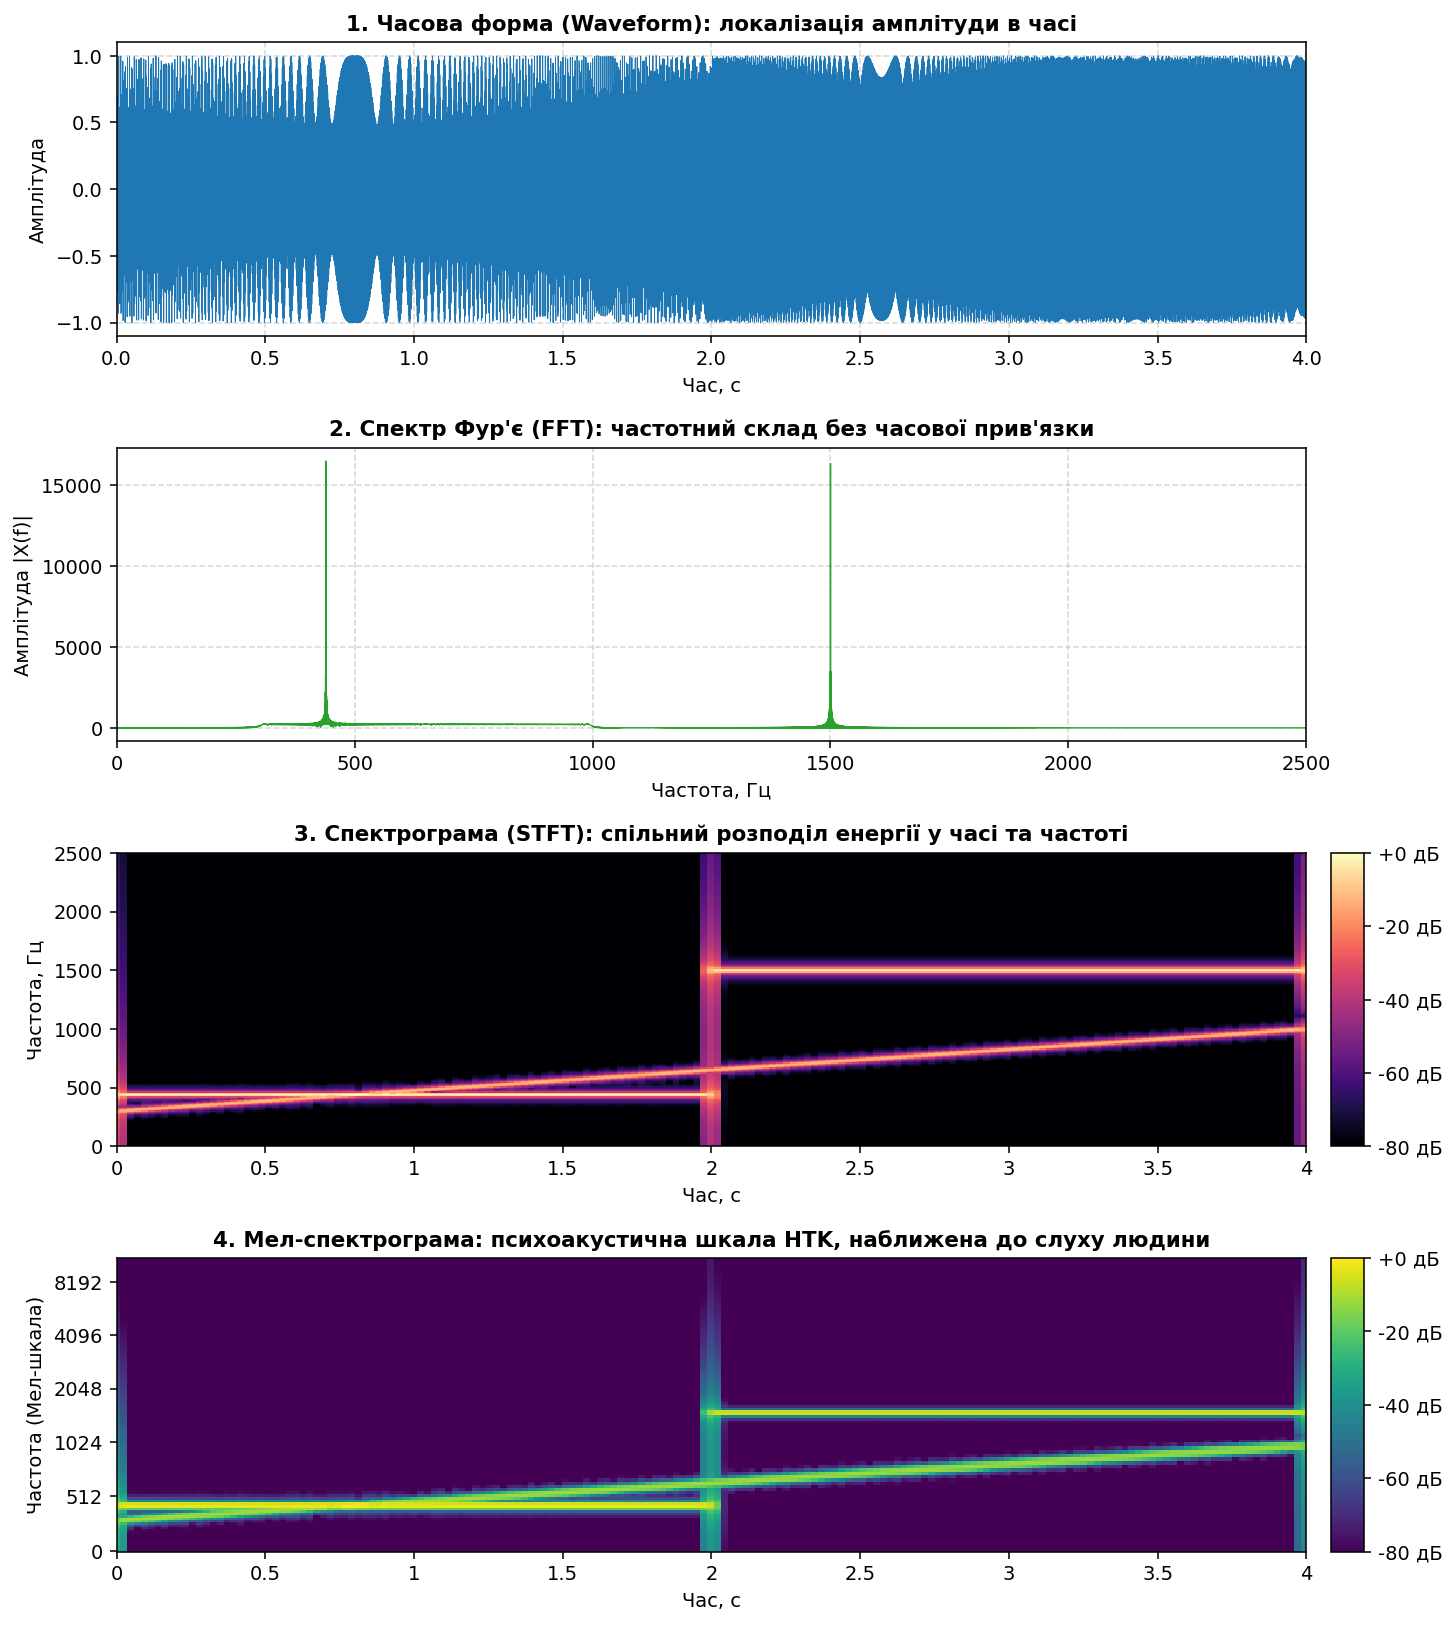 1. Часова форма (Waveform): локалізація амплітуди в часі
Амплітуда
1.0
0.5
0.0
−0.5
−1.0
0.0 0.5 1.0 1.5 2.0 2.5 3.0 3.5 4.0
Час, с
2. Спектр Фур'є (FFT): частотний склад без часової прив'язки
Амплітуда |X(f)|
15000
10000
5000
0
0 500 1000 1500 2000 2500
Частота, Гц
3. Спектрограма (STFT): спільний розподіл енергії у часі та частоті
Частота, Гц
2500
2000
1500
1000
500
0
0 0.5 1 1.5 2 2.5 3 3.5 4
Час, с
+0 дБ
-20 дБ
-40 дБ
-60 дБ
-80 дБ
4. Мел-спектрограма: психоакустична шкала HTK, наближена до слуху людини
Частота (Мел-шкала)
8192
4096
2048
1024
512
0
0 0.5 1 1.5 2 2.5 3 3.5 4
Час, с
+0 дБ
-20 дБ
-40 дБ
-60 дБ
-80 дБ